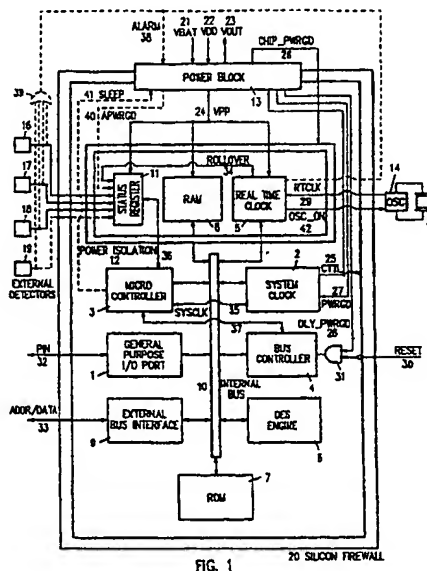 ALARM
38
21
VBAT
22
VDD
23
VOUT
CHIP_PWRGD
26
41 SLEEP
POWER BLOCK
13
39
40
APWRGD
24 VPP
16
17
18
19
EXTERNAL
DETECTORS
11
STATUS
REGISTER
ROLLOVER
34
RAM
REAL TIME
CLOCK
5
RTCLK
29
OSC_ON
42
14
OSC
POWER ISOLATION
12
36
2
MICRO
CONTROLLER
3
SYSTEM
CLOCK
25
CTTL
27
PWRGD
SYSCLK
35
37
DLY_PWRGD
28
PIN
32
GENERAL
PURPOSE
I/O PORT
1
BUS
CONTROLLER
4
31
RESET
30
10
INTERNAL
BUS
ADDR/DATA
33
EXTERNAL
BUS INTERFACE
9
DES
ENGINE
ROM
7
20 SILICON FIREWALL
FIG. 1